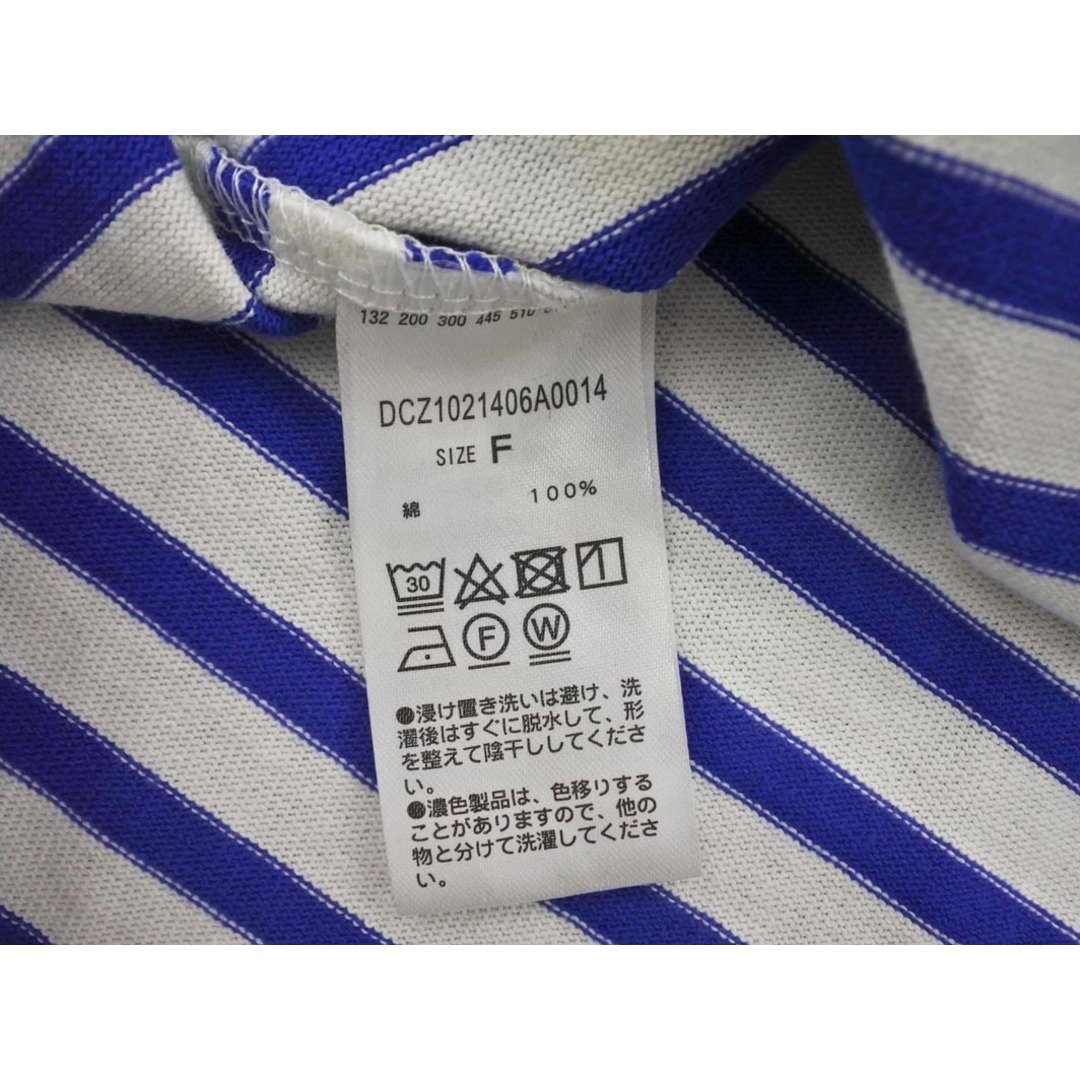 132 200 300 445 510
DCZ1021406A0014
SIZE F
綿 100%
30
F W
●浸け置き洗いは避け、洗
濯後はすぐに脱水して、形
を整えて陰干ししてくださ
い。
●濃色製品は、色移りする
ことがありますので、他の
物と分けて洗濯してくださ
い。